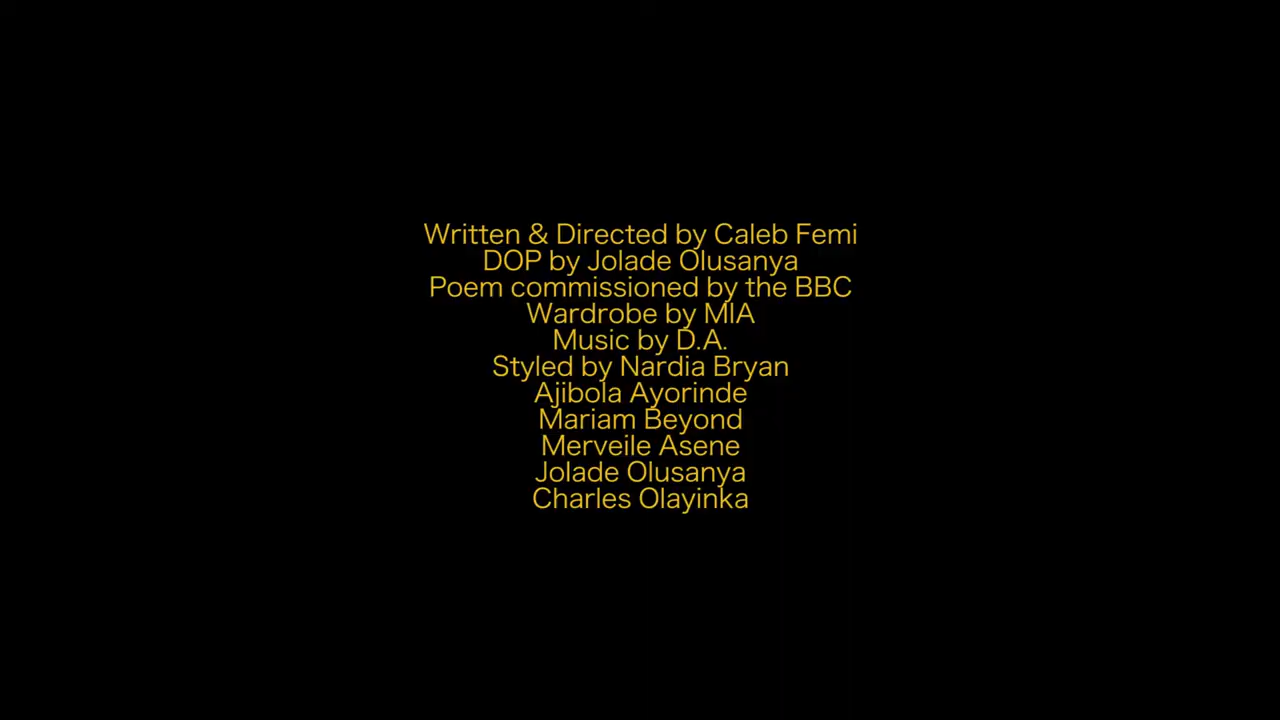 Written & Directed by Caleb Femi
DOP by Jolade Olusanya
Poem commissioned by the BBC
Wardrobe by MIA
Music by D.A.
Styled by Nardia Bryan
Ajibola Ayorinde
Mariam Beyond
Merveile Asene
Jolade Olusanya
Charles Olayinka